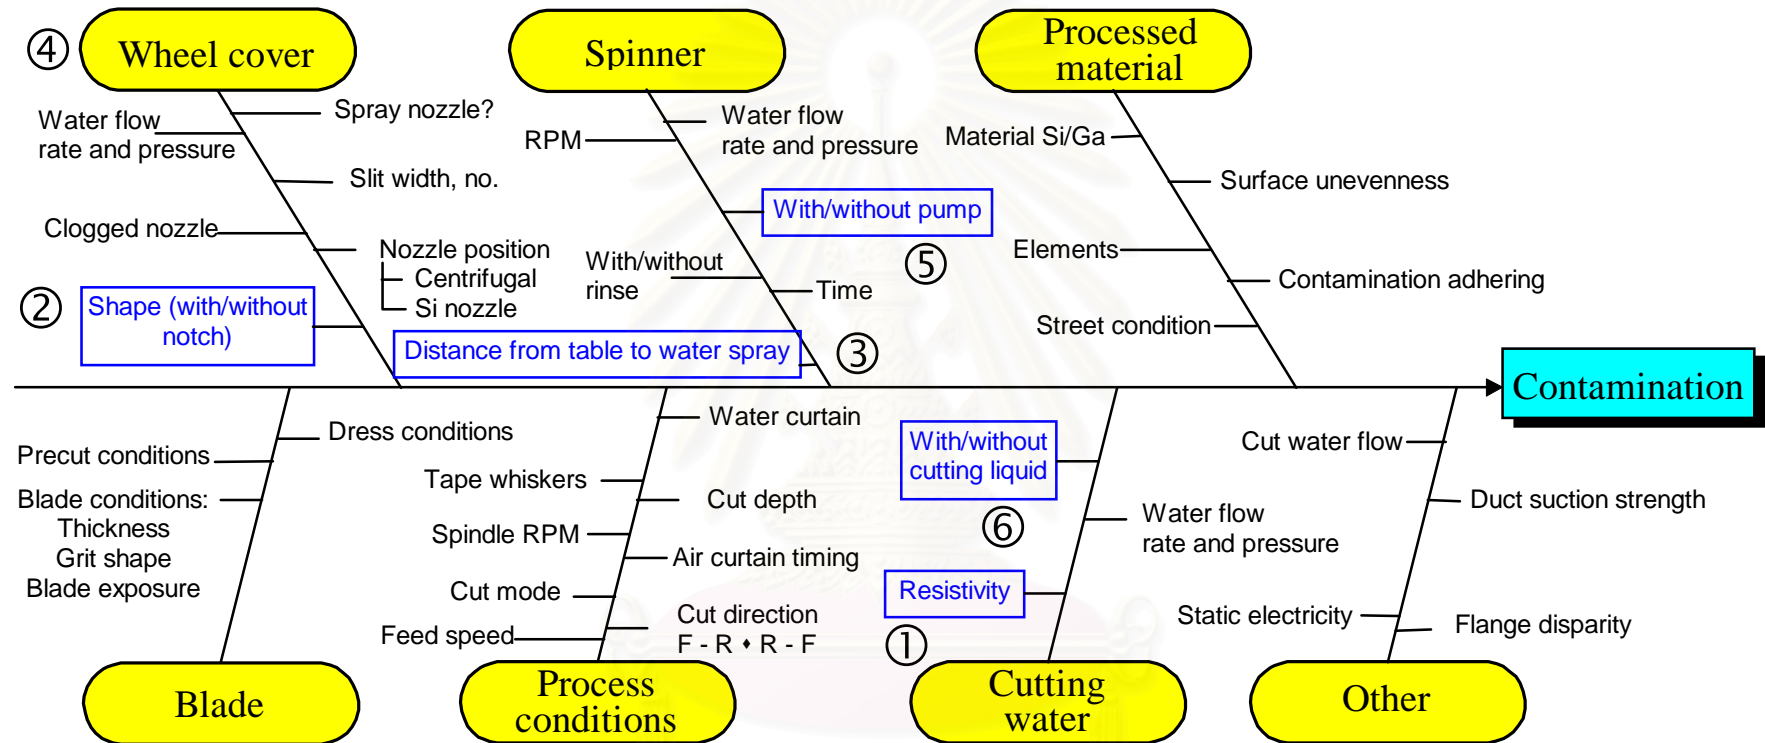 ④
Wheel cover
Spinner
Processed
material
Spray nozzle?
Water flow
rate and pressure
Slit width, no.
Clogged nozzle
Nozzle position
Centrifugal
Si nozzle
②
Shape (with/without
notch)
RPM
Water flow
rate and pressure
With/without pump
⑤
With/without
rinse
Time
Distance from table to water spray
③
Material Si/Ga
Surface unevenness
Elements
Contamination adhering
Street condition
Contamination
Dress conditions
Precut conditions
Blade conditions:
Thickness
Grit shape
Blade exposure
Water curtain
Tape whiskers
Cut depth
Spindle RPM
Air curtain timing
Cut mode
Cut direction
F - R ♦ R - F
Feed speed
With/without
cutting liquid
⑥
Water flow
rate and pressure
Resistivity
①
Cut water flow
Duct suction strength
Static electricity
Flange disparity
Blade
Process
conditions
Cutting
water
Other